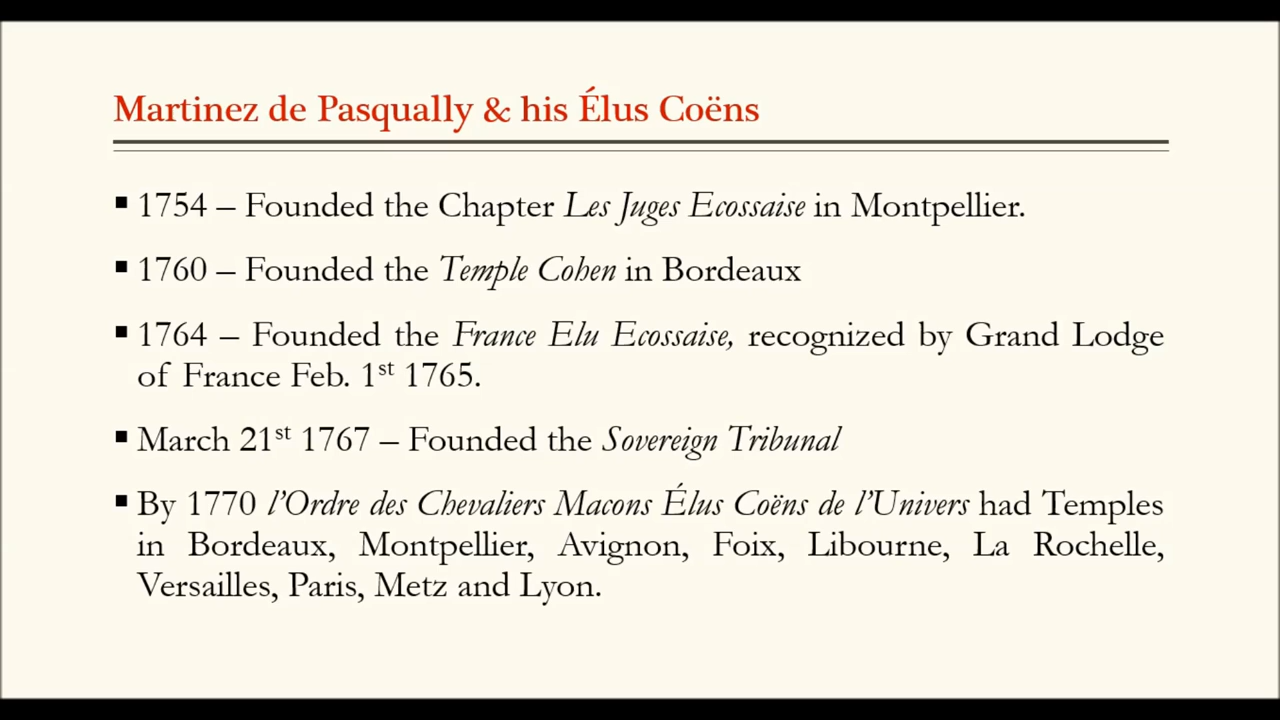 Martinez de Pasqually & his Élus Coëns
▪ 1754 – Founded the Chapter Les Juges Ecossaise in Montpellier.
▪ 1760 – Founded the Temple Cohen in Bordeaux
▪ 1764 – Founded the France Elu Ecossaise, recognized by Grand Lodge
of France Feb. 1st 1765.
▪ March 21st 1767 – Founded the Sovereign Tribunal
▪ By 1770 l’Ordre des Chevaliers Macons Élus Coëns de l’Univers had Temples
in Bordeaux, Montpellier, Avignon, Foix, Libourne, La Rochelle,
Versailles, Paris, Metz and Lyon.